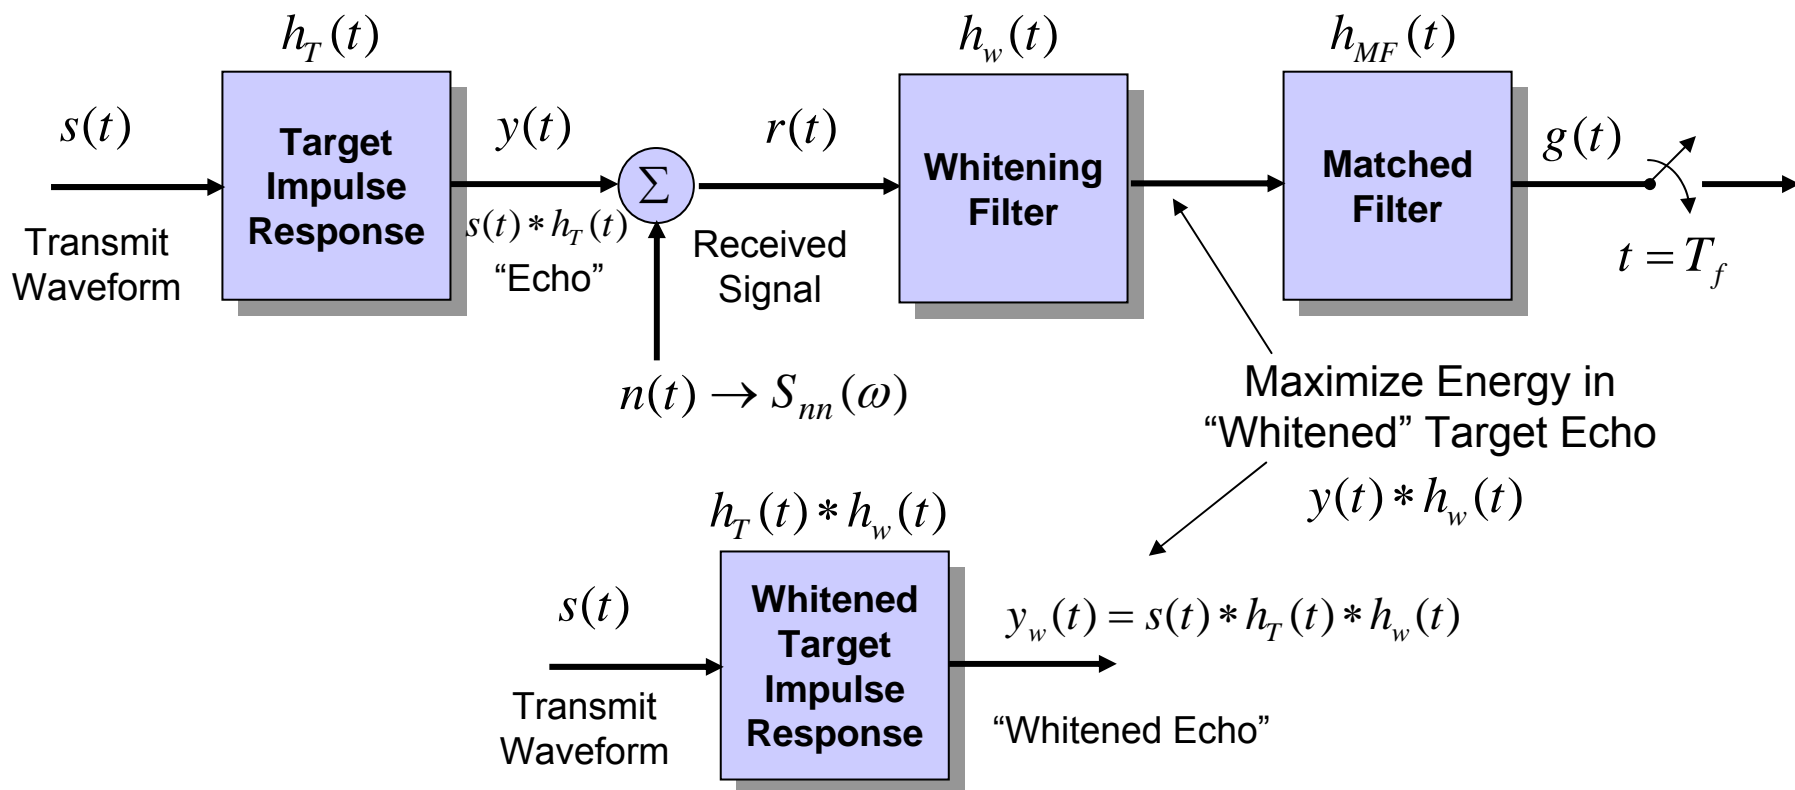 h_T(t)
h_w(t)
h_MF(t)
s(t)
Target
Impulse
Response
y(t)
Σ
r(t)
Whitening
Filter
Matched
Filter
g(t)
s(t) * h_T(t)
Transmit
Waveform
“Echo”
Received
Signal
t = T_f
n(t) → S_nn(ω)
Maximize Energy in
“Whitened” Target Echo
y(t) * h_w(t)
h_T(t) * h_w(t)
s(t)
Whitened
Target
Impulse
Response
y_w(t) = s(t) * h_T(t) * h_w(t)
Transmit
Waveform
“Whitened Echo”